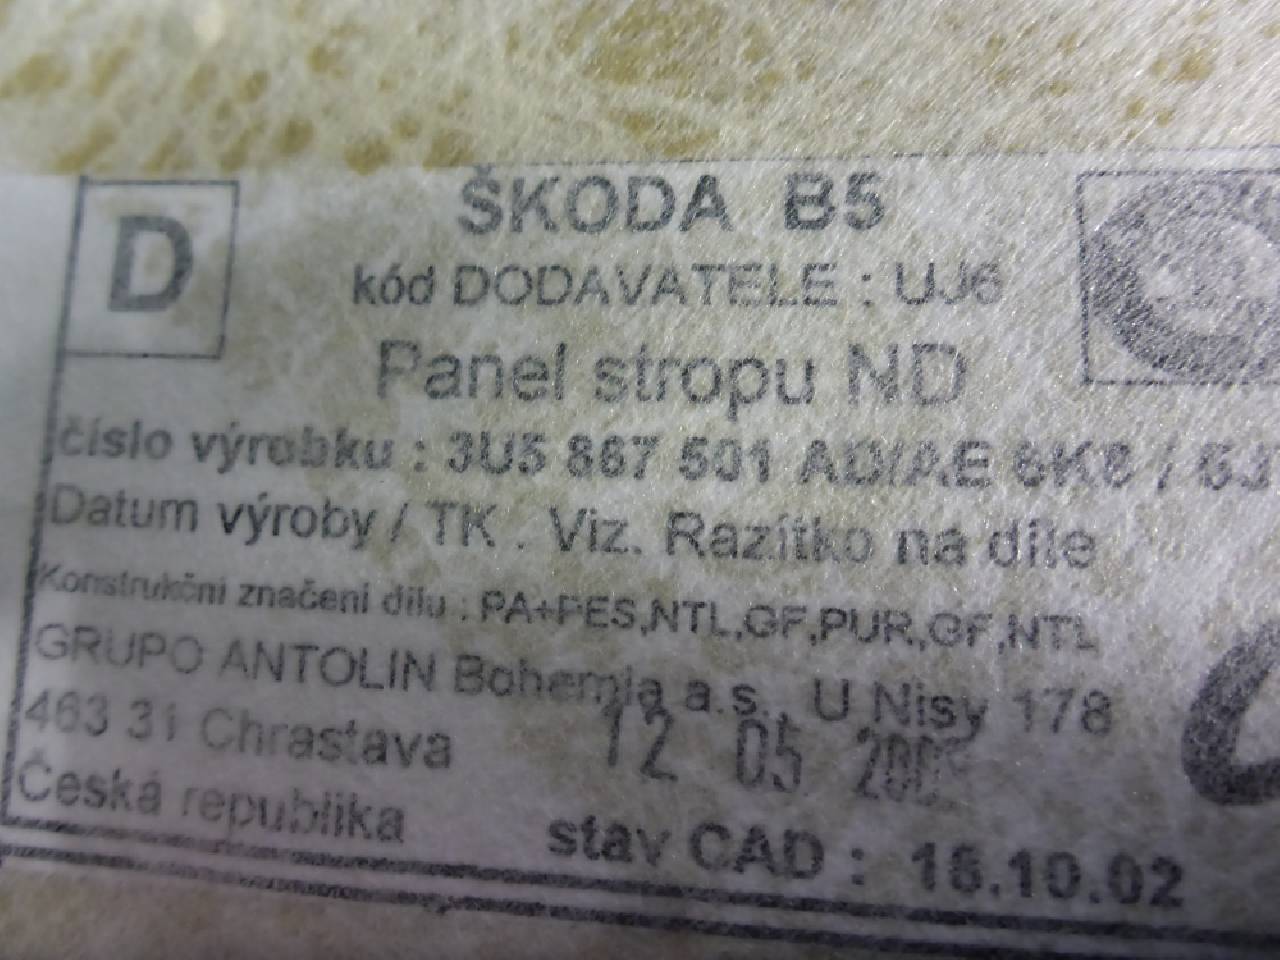 D
ŠKODA B5
kód DODAVATELE : UJ6
Panel stropu ND
číslo výrobku : 3U5 867 501 AD/AE 6K8 / 6J
Datum výroby / TK . Viz. Razítko na díle
Konstrukční značení dílu : PA+PES,NTL,GF,PUR,GF,NTL
GRUPO ANTOLIN Bohemia a.s. U Nisy 178
463 31 Chrastava
12 05
Česká republika
stav CAD : 16.10.02